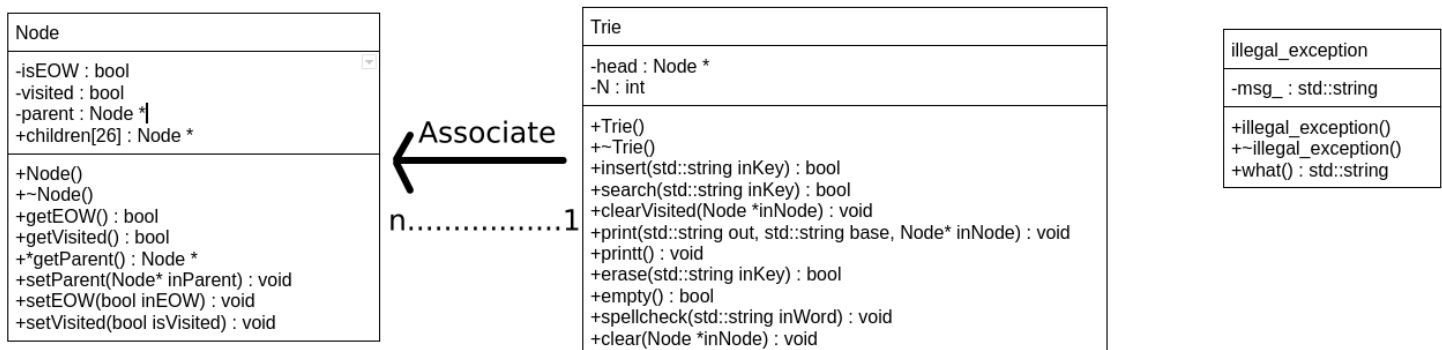 Node
-isEOW : bool
-visited : bool
-parent : Node *
+children[26] : Node *
+Node()
+~Node()
+getEOW() : bool
+getVisited() : bool
+*getParent() : Node *
+setParent(Node* inParent) : void
+setEOW(bool inEOW) : void
+setVisited(bool isVisited) : void
Associate
n.................1
Trie
-head : Node *
-N : int
+Trie()
+~Trie()
+insert(std::string inKey) : bool
+search(std::string inKey) : bool
+clearVisited(Node *inNode) : void
+print(std::string out, std::string base, Node* inNode) : void
+printt() : void
+erase(std::string inKey) : bool
+empty() : bool
+spellcheck(std::string inWord) : void
+clear(Node *inNode) : void
illegal_exception
-msg_ : std::string
+illegal_exception()
+~illegal_exception()
+what() : std::string